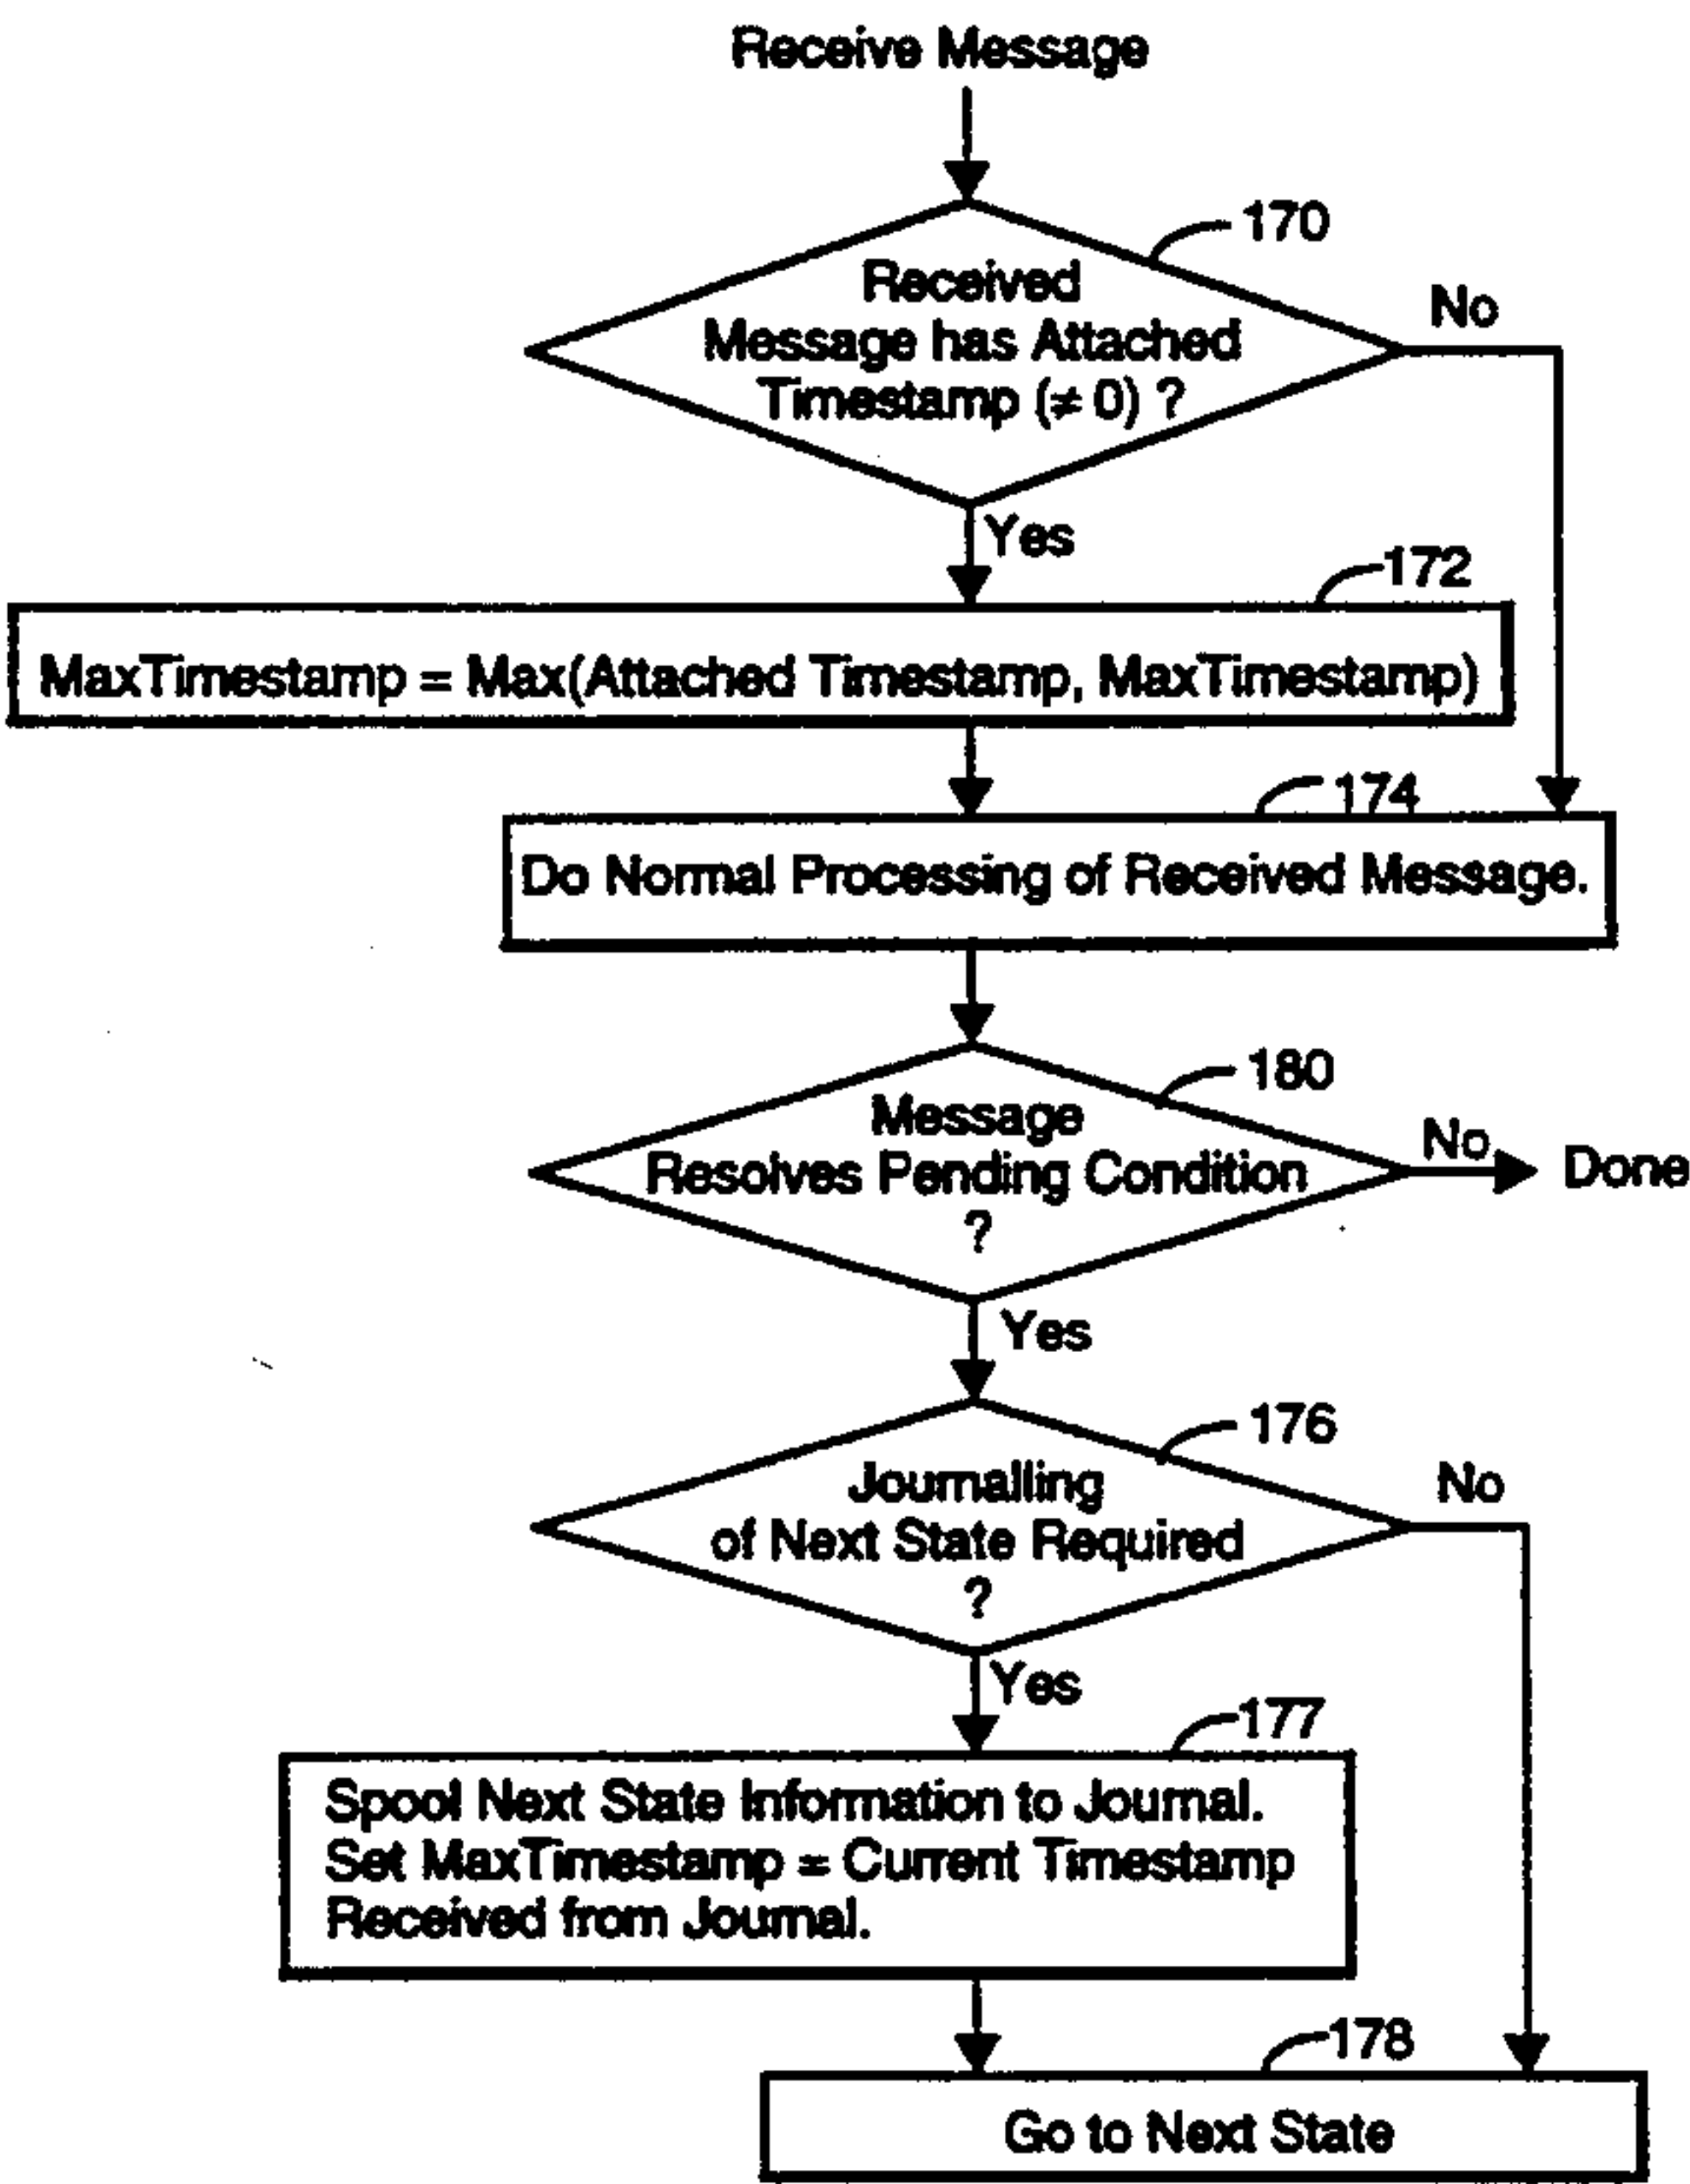 Receive Message
170
Received
Message has Attached
Timestamp (≠ 0) ?
No
Yes
172
MaxTimestamp = Max(Attached Timestamp, MaxTimestamp)
174
Do Normal Processing of Received Message.
180
Message
Resolves Pending Condition
?
No
Done
Yes
176
Journalling
of Next State Required
?
No
Yes
177
Spool Next State Information to Journal.
Set MaxTimestamp = Current Timestamp
Received from Journal.
178
Go to Next State